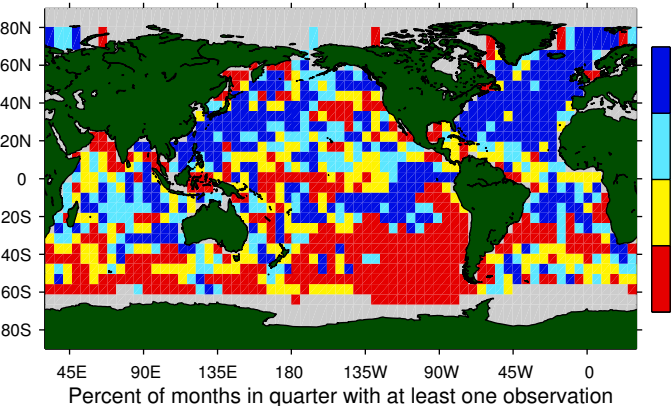 80N
60N
40N
20N
0
20S
40S
60S
80S
45E 90E 135E 180 135W 90W 45W 0
Percent of months in quarter with at least one observation